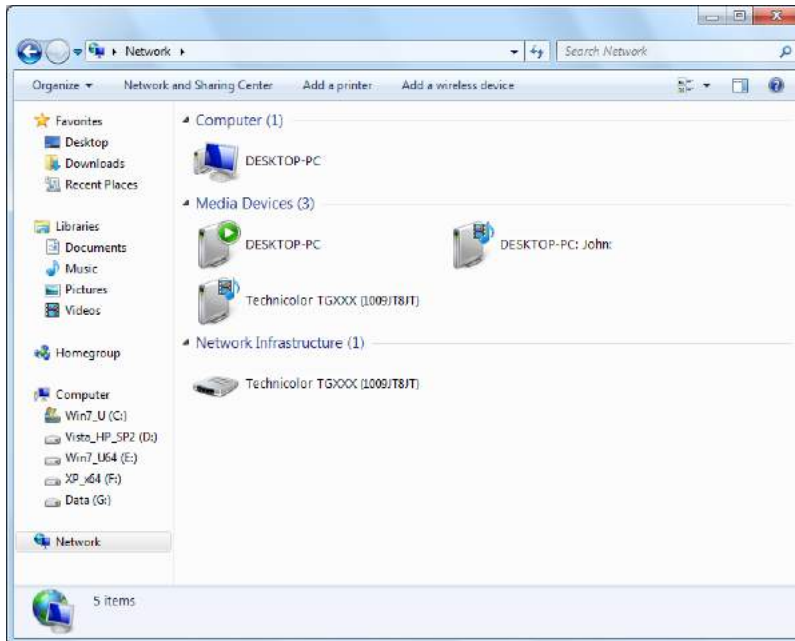 Network
Search Network
Organize
Network and Sharing Center
Add a printer
Add a wireless device
Favorites
Desktop
Downloads
Recent Places
Libraries
Documents
Music
Pictures
Videos
Homegroup
Computer
Win7_U (C:)
Vista_HP_SP2 (D:)
Win7_U64 (E:)
XP_x64 (F:)
Data (G:)
Network
Computer (1)
DESKTOP-PC
Media Devices (3)
DESKTOP-PC
DESKTOP-PC: John:
Technicolor TGXXX (1009JT8JT)
Network Infrastructure (1)
Technicolor TGXXX (1009JT8JT)
5 items